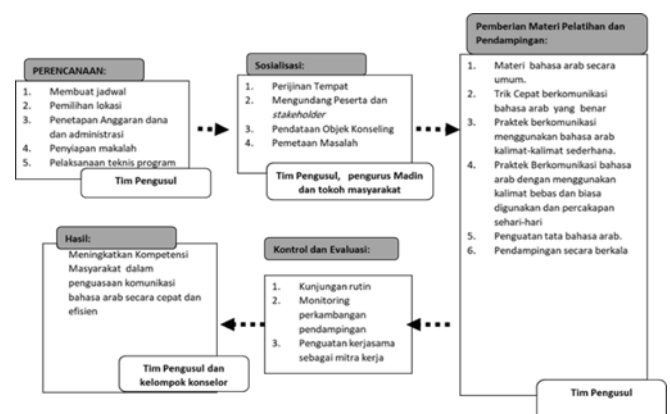 PERENCANAAN:
1. Membuat jadwal
2. Pemilihan lokasi
3. Penetapan Anggaran dana
dan administrasi
4. Penyiapan makalah
5. Pelaksanaan teknis program
Tim Pengusul
Sosialisasi:
1. Perijinan Tempat
2. Mengundang Peserta dan
stakeholder
3. Pendataan Objek Konseling
4. Pemetaan Masalah
Tim Pengusul, pengurus Madin
dan tokoh masyarakat
Pemberian Materi Pelatihan dan
Pendampingan:
1. Materi bahasa arab secara
umum.
2. Trik Cepat berkomunikasi
bahasa arab yang benar
3. Praktek berkomunikasi
menggunakan bahasa arab
kalimat-kalimat sederhana.
4. Praktek Berkomunikasi bahasa
arab dengan menggunakan
kalimat bebas dan biasa
digunakan dan percakapan
sehari-hari
5. Penguatan tata bahasa arab.
6. Pendampingan secara berkala
Tim Pengusul
Kontrol dan Evaluasi:
1. Kunjungan rutin
2. Monitoring
perkambangan
pendampingan
3. Penguatan kerjasama
sebagai mitra kerja
Hasil:
Meningkatkan Kompetensi
Masyarakat dalam
penguasaan komunikasi
bahasa arab secara cepat dan
efisien
Tim Pengusul dan
kelompok konselor